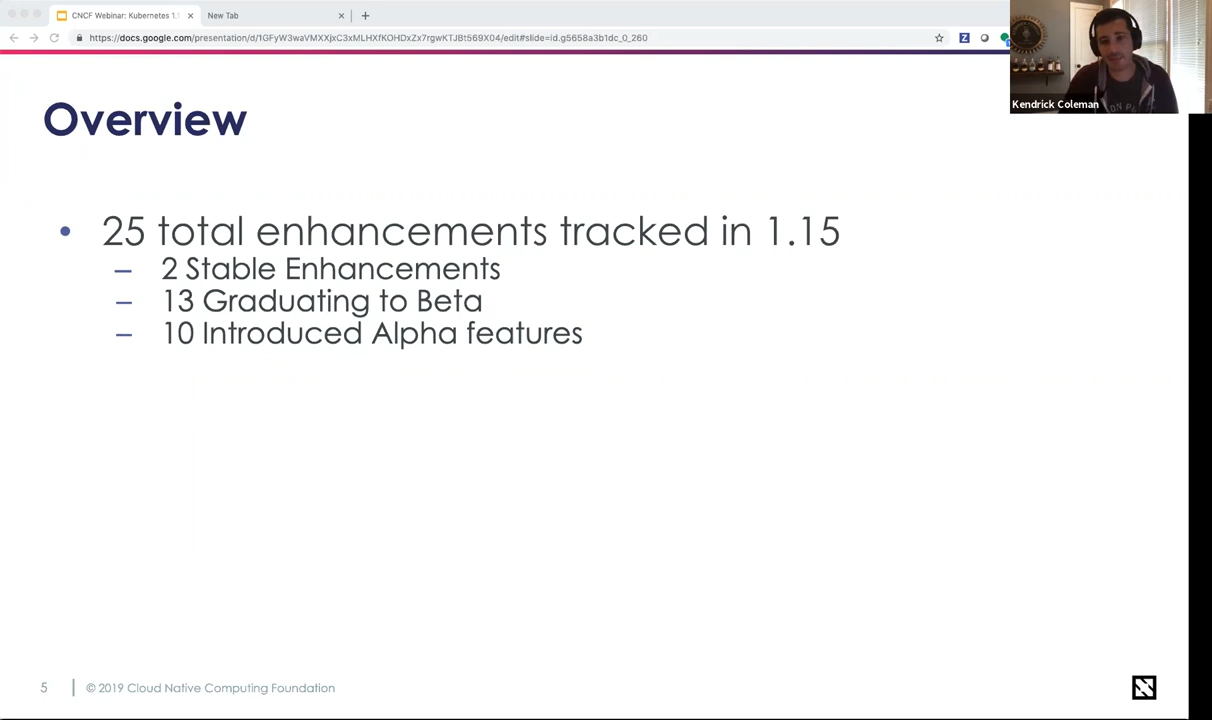 CNCF Webinar: Kubernetes 1.1
New Tab
https://docs.google.com/presentation/d/1GFyW3waVMXXjxC3xMLHXfKOHDxZx7rgwKTJBt569X04/edit#slide=id.g5658a3b1dc_0_260
Z
Kendrick Coleman
Overview
• 25 total enhancements tracked in 1.15
– 2 Stable Enhancements
– 13 Graduating to Beta
– 10 Introduced Alpha features
5
© 2019 Cloud Native Computing Foundation